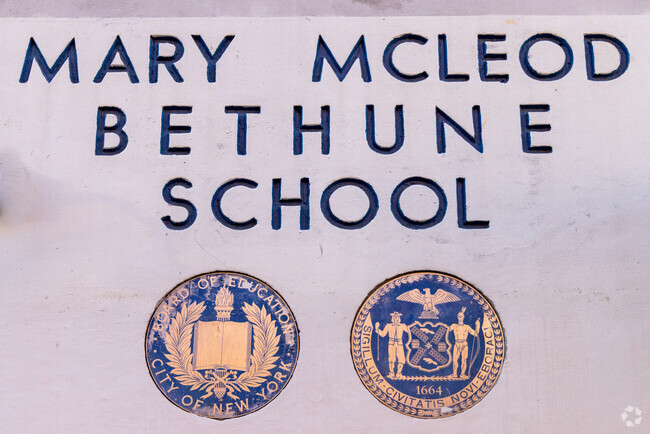 MARY MCLEOD
BETHUNE
SCHOOL
BOARD OF EDUCATION
CITY OF NEW YORK
SIGILLUM CIVITATIS NOVI EBORACI
1664